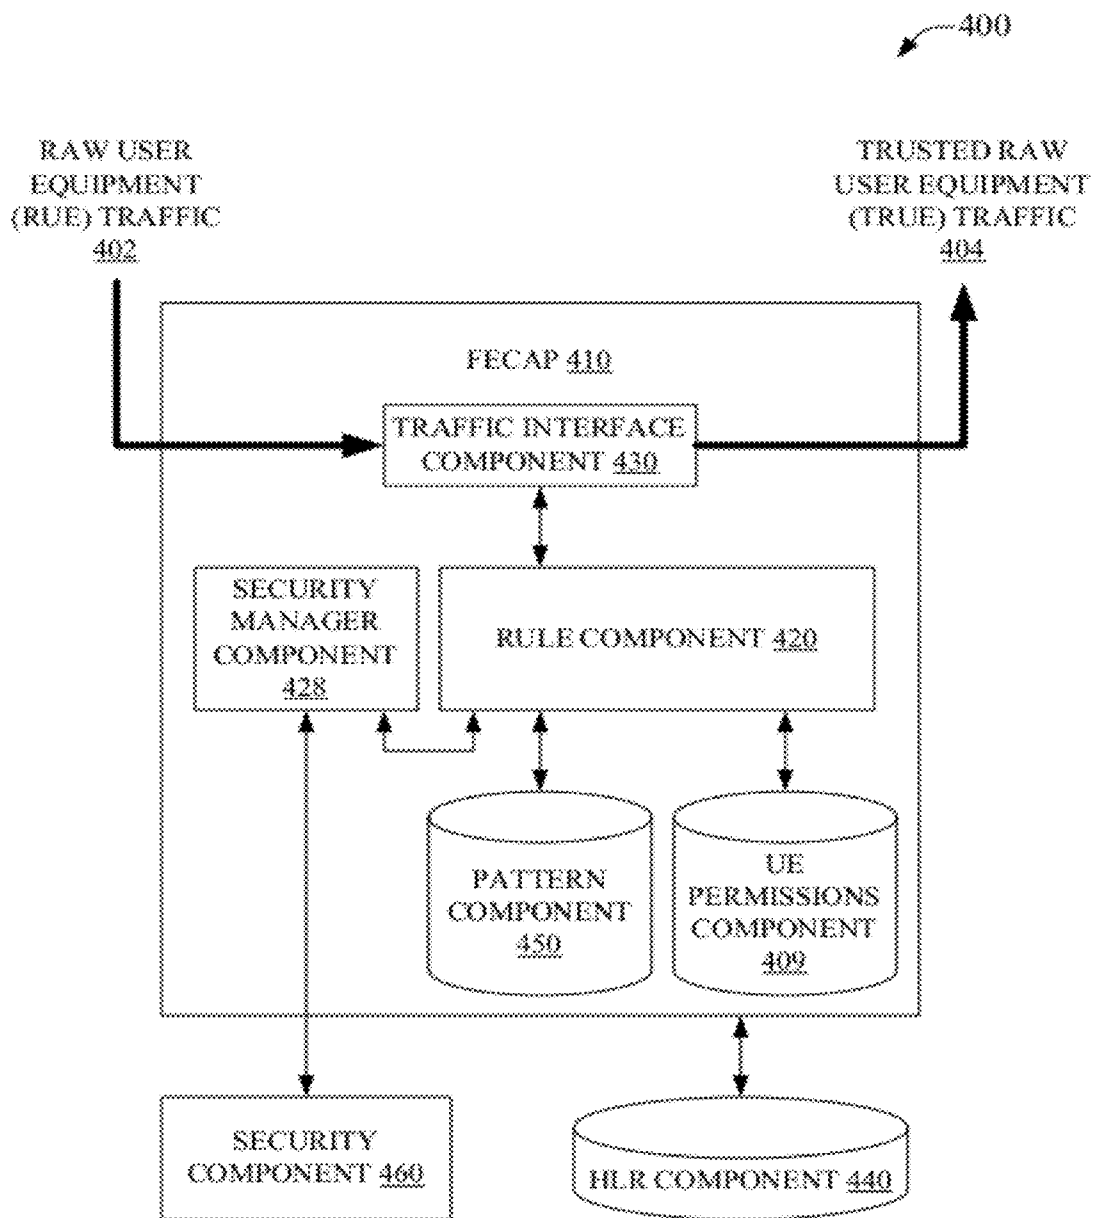 400
RAW USER
EQUIPMENT
(RUE) TRAFFIC
402
TRUSTED RAW
USER EQUIPMENT
(TRUE) TRAFFIC
404
FECAP 410
TRAFFIC INTERFACE
COMPONENT 430
SECURITY
MANAGER
COMPONENT
428
RULE COMPONENT 420
PATTERN
COMPONENT
450
UE
PERMISSIONS
COMPONENT
409
SECURITY
COMPONENT 460
HLR COMPONENT 440